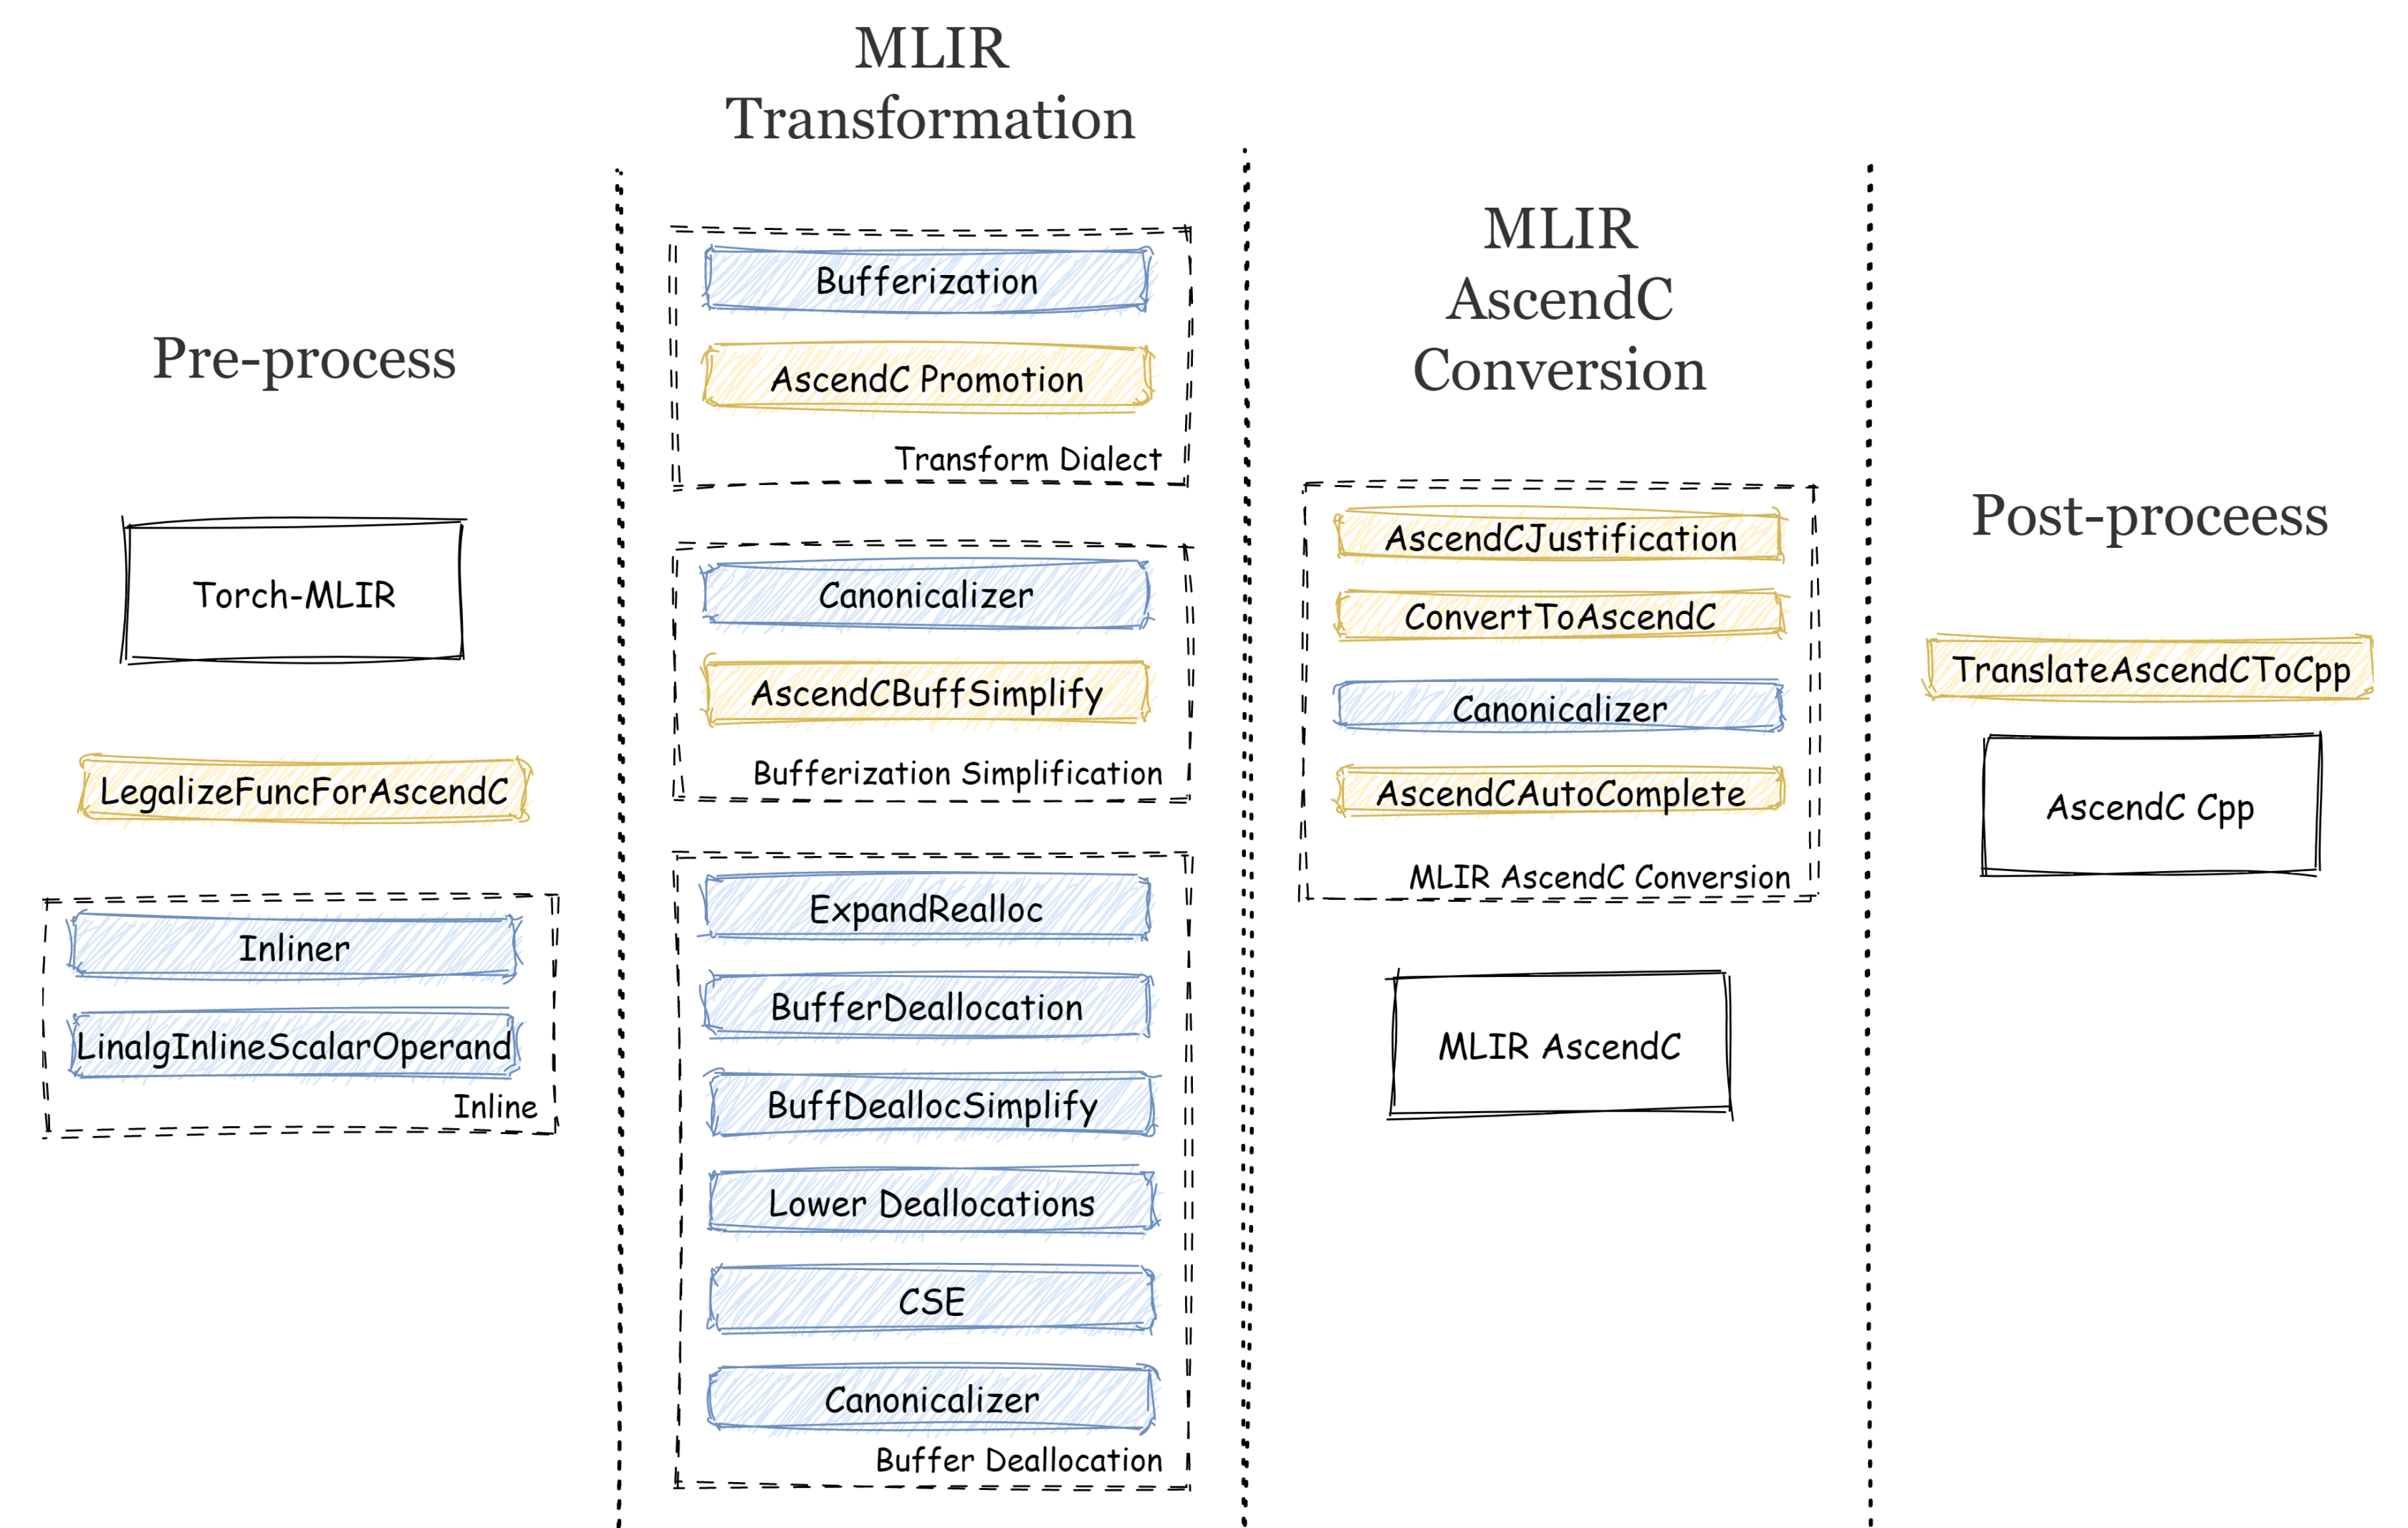 Pre-process
Torch-MLIR
LegalizeFuncForAscendC
Inliner
LinalgInlineScalarOperand
Inline
MLIR
Transformation
Bufferization
AscendC Promotion
Transform Dialect
Canonicalizer
AscendCBuffSimplify
Bufferization Simplification
ExpandRealloc
BufferDeallocation
BuffDeallocSimplify
Lower Deallocations
CSE
Canonicalizer
Buffer Deallocation
MLIR
AscendC
Conversion
AscendCJustification
ConvertToAscendC
Canonicalizer
AscendCAutoComplete
MLIR AscendC Conversion
MLIR AscendC
Post-proceess
TranslateAscendCToCpp
AscendC Cpp